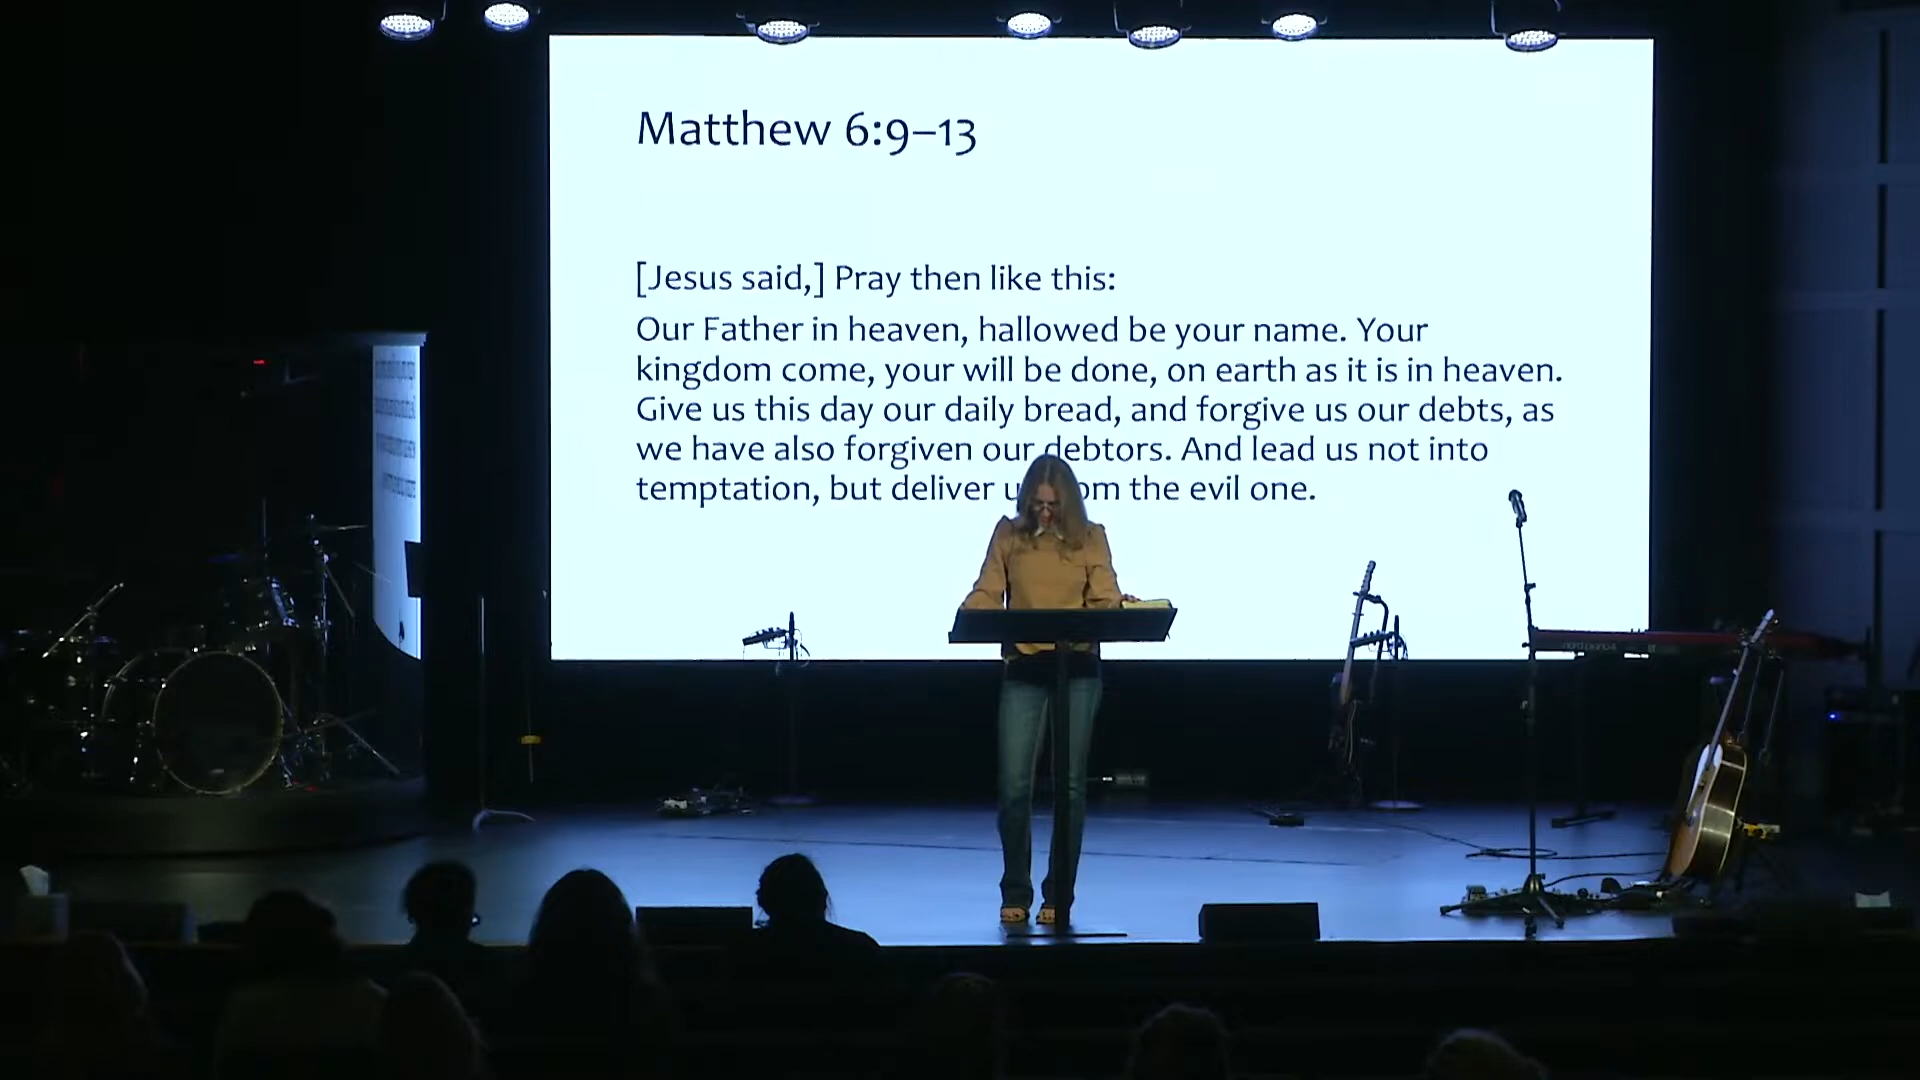 Matthew 6:9–13
[Jesus said,] Pray then like this:
Our Father in heaven, hallowed be your name. Your
kingdom come, your will be done, on earth as it is in heaven.
Give us this day our daily bread, and forgive us our debts, as
we have also forgiven our debtors. And lead us not into
temptation, but deliver u om the evil one.